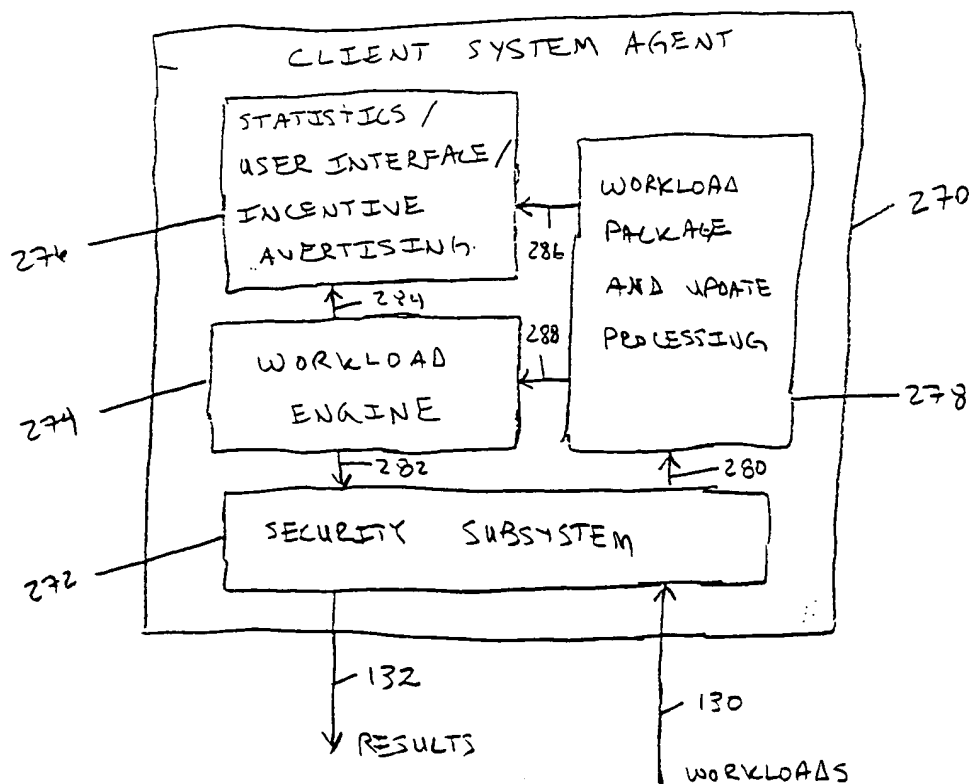 CLIENT SYSTEM AGENT
STATISTICS /
USER INTERFACE /
INCENTIVE
AVERTISING.
276
WORKLOAD
PACKAGE
AND UPDATE
PROCESSING
270
286
284
288
WORKLOAD
ENGINE
274
278
282
280
SECURITY SUBSYSTEM
272
132
130
RESULTS
WORKLOADS